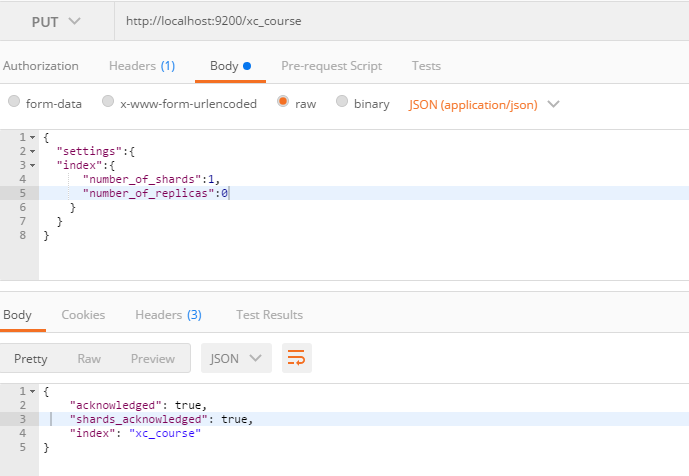 PUT http://localhost:9200/xc_course
Authorization Headers (1) Body Pre-request Script Tests
form-data x-www-form-urlencoded raw binary JSON (application/json)
1 {
2 "settings":{
3 "index":{
4 "number_of_shards":1,
5 "number_of_replicas":0
6 }
7 }
8 }
Body Cookies Headers (3) Test Results
Pretty Raw Preview JSON
1 {
2 "acknowledged": true,
3 "shards_acknowledged": true,
4 "index": "xc_course"
5 }